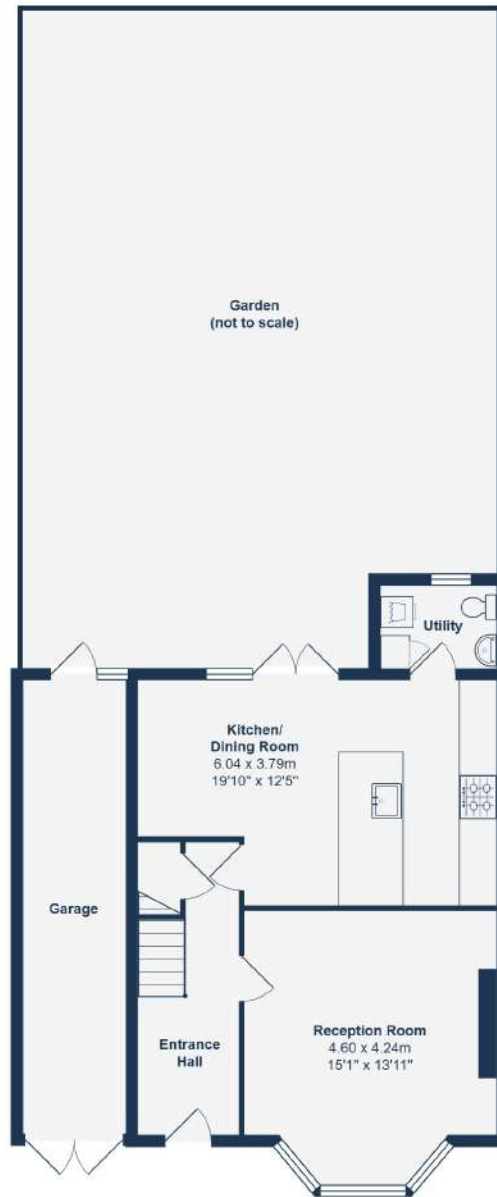 Garden
(not to scale)
Utility
Kitchen/
Dining Room
6.04 x 3.79m
19'10" x 12'5"
Garage
Entrance
Hall
Reception Room
4.60 x 4.24m
15'1" x 13'11"